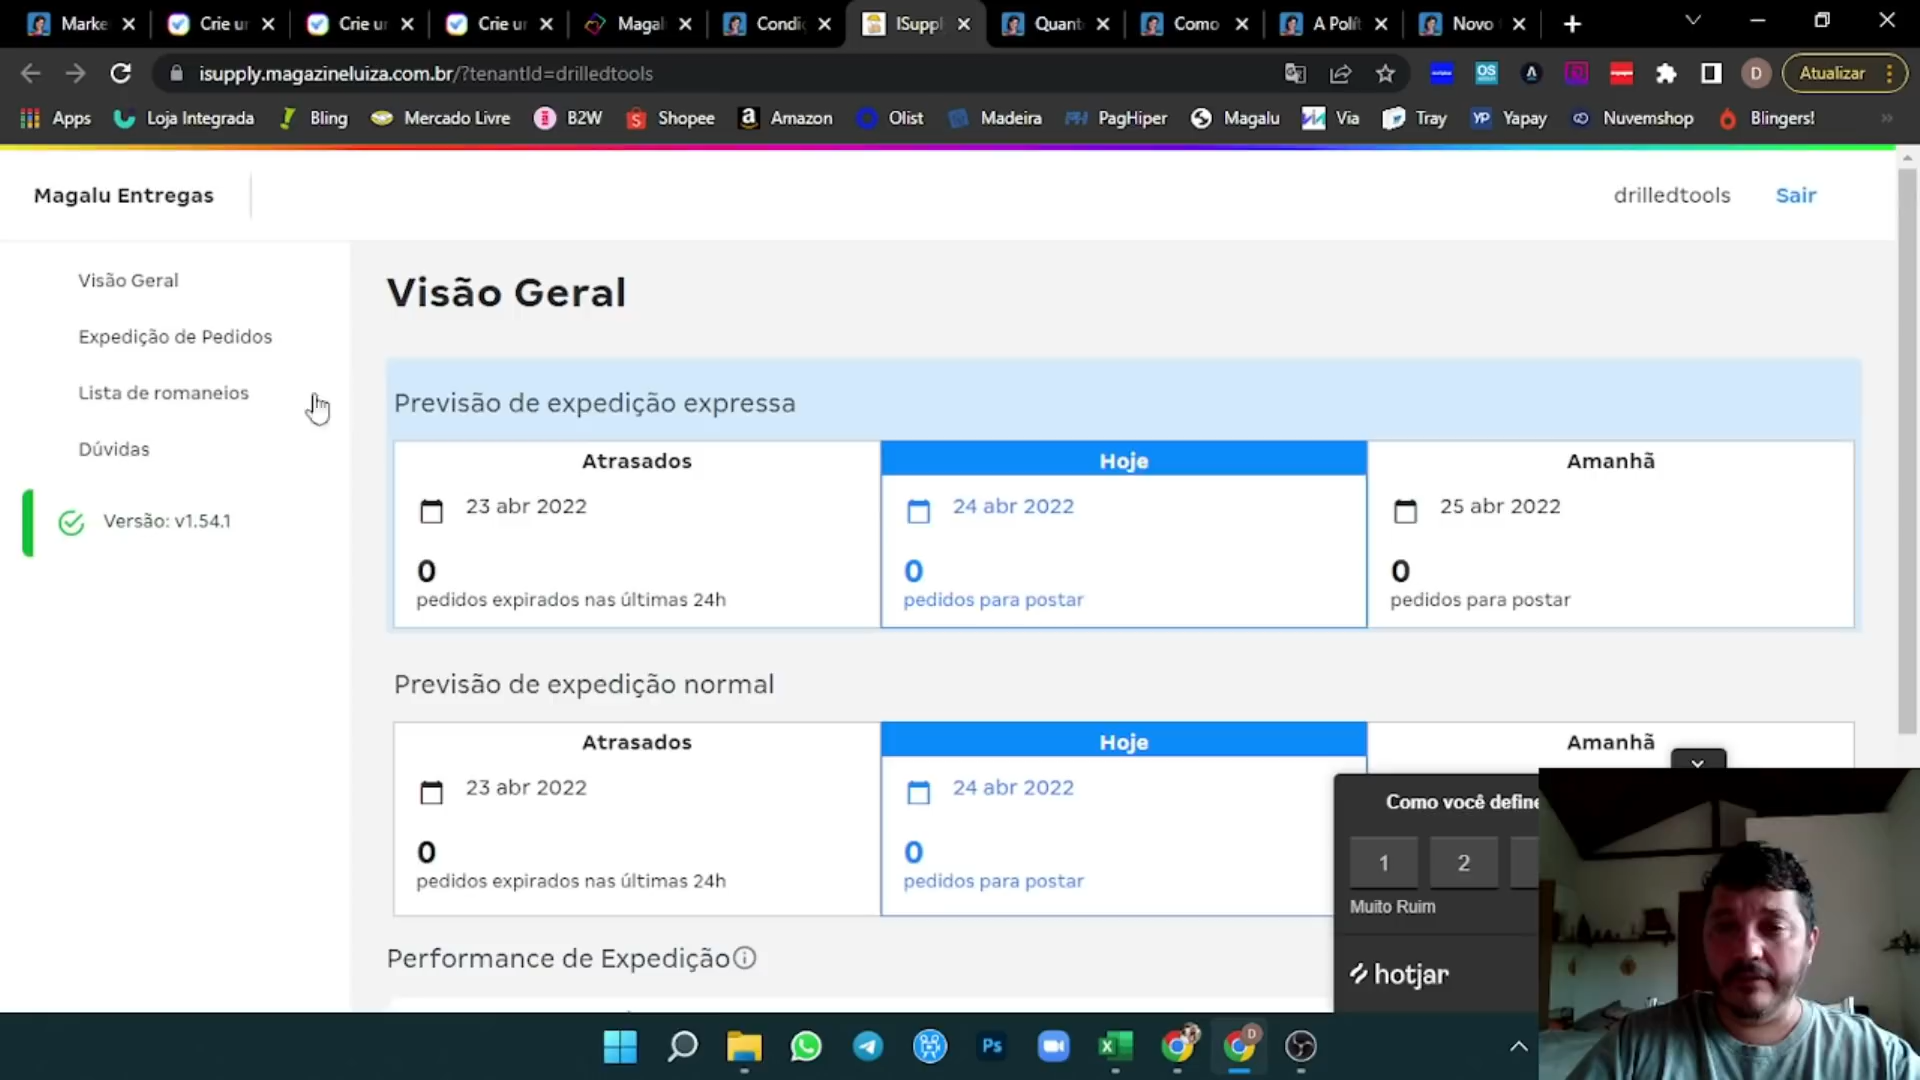 Marke
Crie ur
Crie ur
Crie ur
Magal
Condiç
ISuppl
Quant
Como
A Polít
Novo
isupply.magazineluiza.com.br/?tenantId=drilledtools
OS
D
Atualizar
Apps
Loja Integrada
Bling
Mercado Livre
B2W
Shopee
Amazon
Olist
Madeira
PagHiper
Magalu
Via
Tray
Yapay
Nuvemshop
Blingers!
Magalu Entregas
drilledtools
Sair
Visão Geral
Expedição de Pedidos
Lista de romaneios
Dúvidas
Versão: v1.54.1
Visão Geral
Previsão de expedição expressa
Atrasados
Hoje
Amanhã
23 abr 2022
24 abr 2022
25 abr 2022
0
0
0
pedidos expirados nas últimas 24h
pedidos para postar
pedidos para postar
Previsão de expedição normal
Atrasados
Hoje
Amanhã
23 abr 2022
24 abr 2022
0
0
pedidos expirados nas últimas 24h
pedidos para postar
Como você define
1
2
Muito Ruim
hotjar
Performance de Expedição
Ps